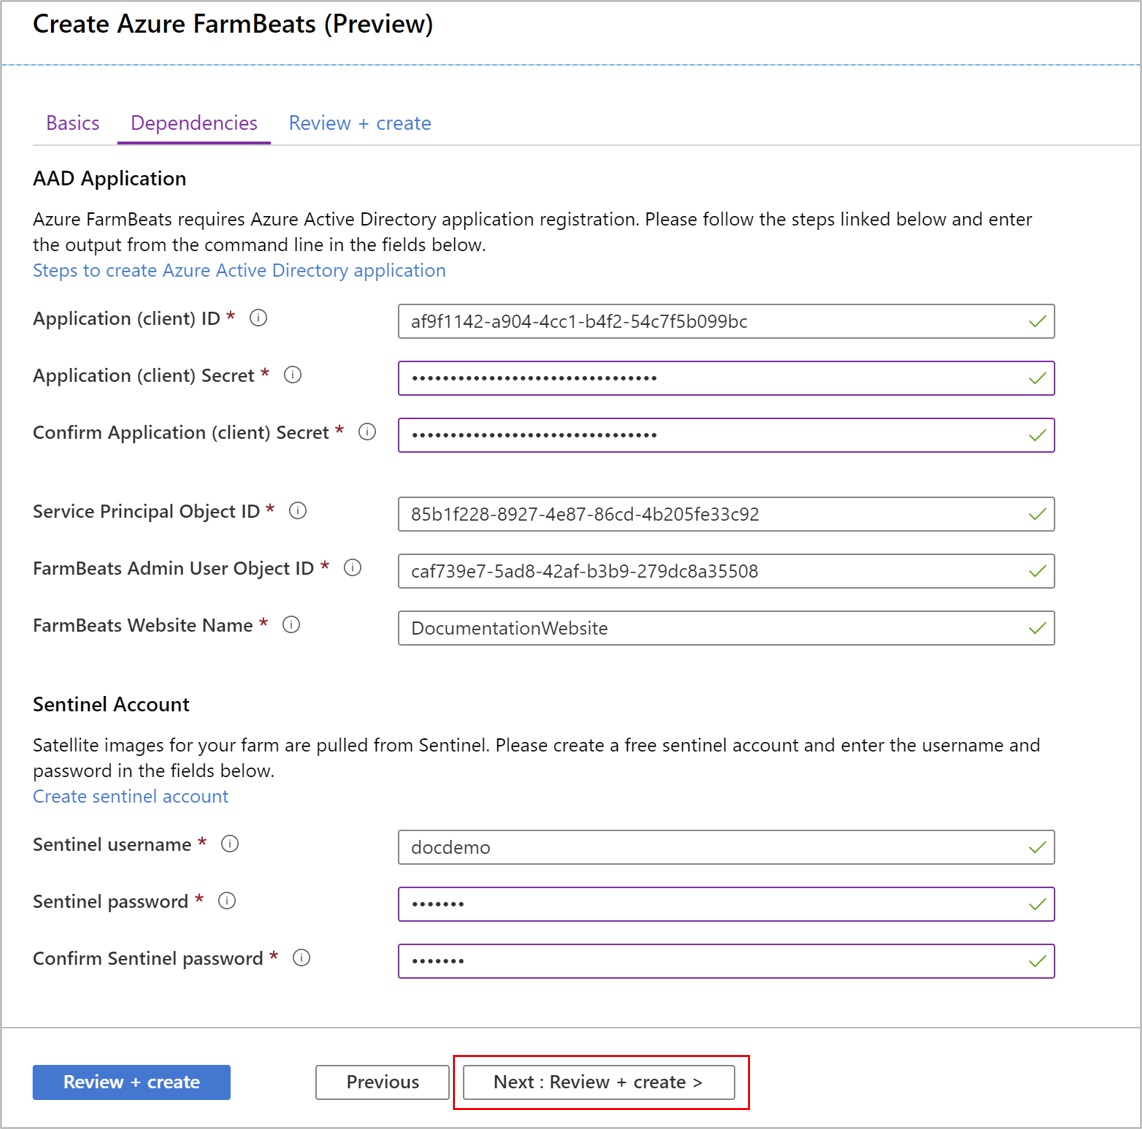 Create Azure FarmBeats (Preview)
Basics
Dependencies
Review + create
AAD Application
Azure FarmBeats requires Azure Active Directory application registration. Please follow the steps linked below and enter
the output from the command line in the fields below.
Steps to create Azure Active Directory application
Application (client) ID *
af9f1142-a904-4cc1-b4f2-54c7f5b099bc
Application (client) Secret *
••••••••••••••••••••••••••••••••
Confirm Application (client) Secret *
••••••••••••••••••••••••••••••••
Service Principal Object ID *
85b1f228-8927-4e87-86cd-4b205fe33c92
FarmBeats Admin User Object ID *
caf739e7-5ad8-42af-b3b9-279dc8a35508
FarmBeats Website Name *
DocumentationWebsite
Sentinel Account
Satellite images for your farm are pulled from Sentinel. Please create a free sentinel account and enter the username and
password in the fields below.
Create sentinel account
Sentinel username *
docdemo
Sentinel password *
•••••••
Confirm Sentinel password *
•••••••
Review + create
Previous
Next : Review + create >